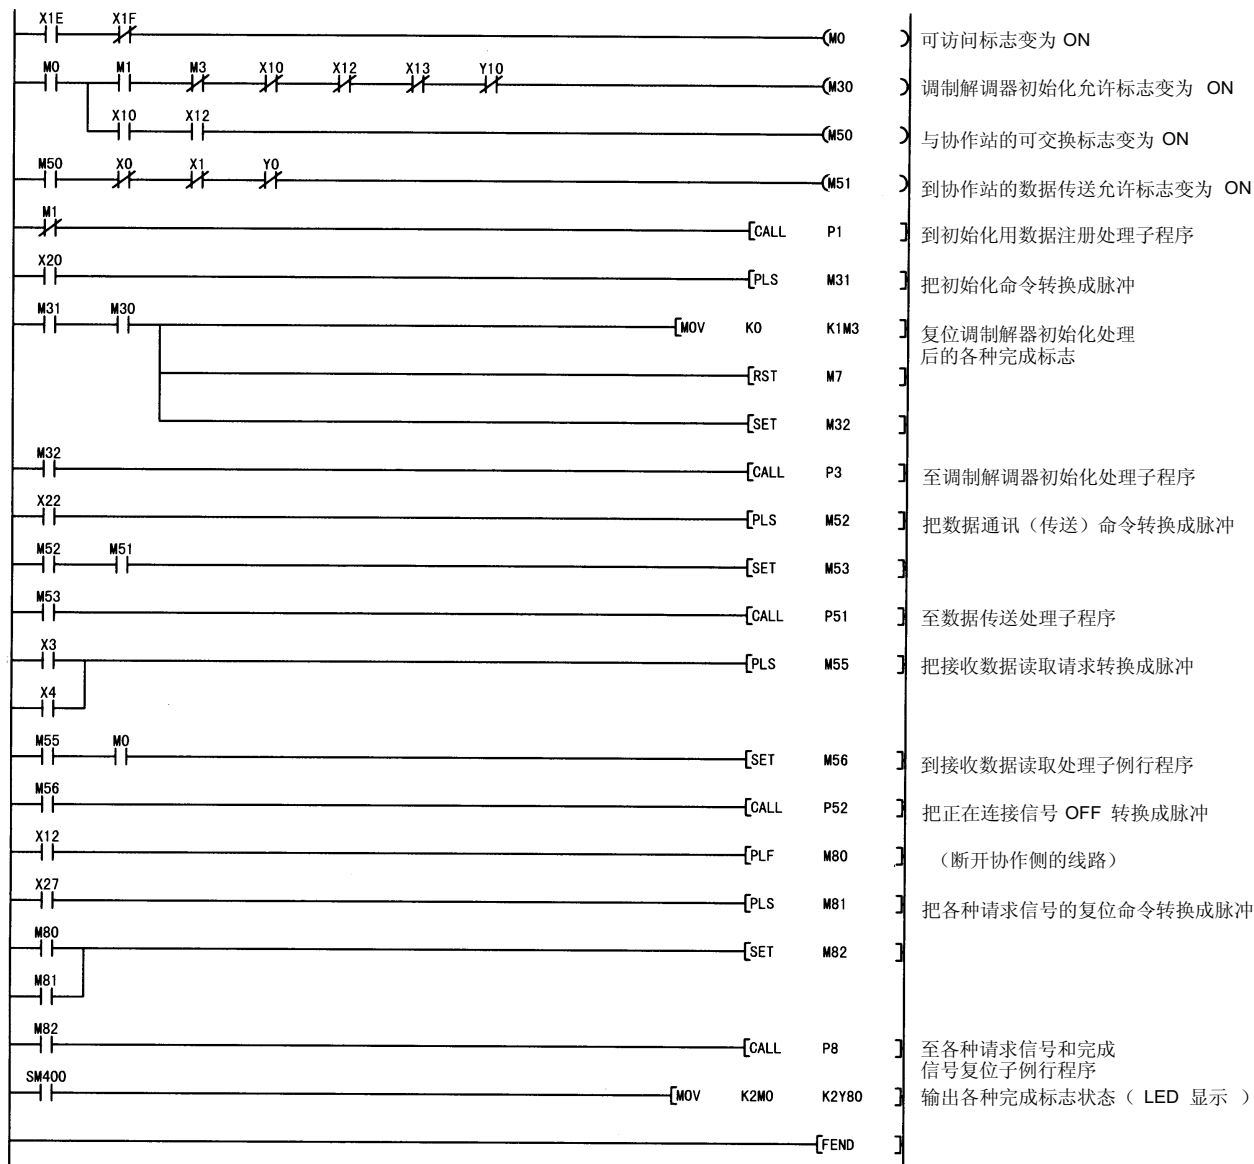 X1E X1F
(M0 ) 可访问标志变为 ON
M0 M1 M3 X10 X12 X13 Y10
(M30 ) 调制解调器初始化允许标志变为 ON
X10 X12
(M50 ) 与协作站的可交换标志变为 ON
M50 X0 X1 Y0
(M51 ) 到协作站的数据传送允许标志变为 ON
M1
[CALL P1 ] 到初始化用数据注册处理子程序
X20
[PLS M31 ] 把初始化命令转换成脉冲
M31 M30
[MOV K0 K1M3 ] 复位调制解器初始化处理
后的各种完成标志
[RST M7 ]
[SET M32 ]
M32
[CALL P3 ] 至调制解调器初始化处理子程序
X22
[PLS M52 ] 把数据通讯（传送）命令转换成脉冲
M52 M51
[SET M53 ]
M53
[CALL P51 ] 至数据传送处理子程序
X3
[PLS M55 ] 把接收数据读取请求转换成脉冲
X4
M55 M0
[SET M56 ] 到接收数据读取处理子例行程序
M56
[CALL P52 ] 把正在连接信号 OFF 转换成脉冲
X12
[PLF M80 ] （断开协作侧的线路）
X27
[PLS M81 ] 把各种请求信号的复位命令转换成脉冲
M80
[SET M82 ]
M81
M82
[CALL P8 ] 至各种请求信号和完成
信号复位子例行程序
SM400
[MOV K2M0 K2Y80 ] 输出各种完成标志状态（ LED 显示 ）
[FEND ]